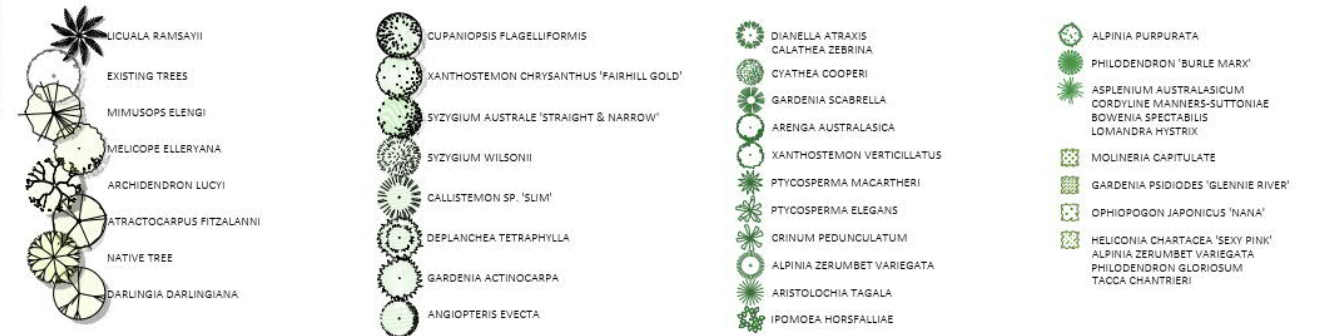 LICUALA RAMSAYII
EXISTING TREES
MIMUSOPS ELENGI
MELICOPE ELLERYANA
ARCHIDENDRON LUCYI
ATRACTOCARPUS FITZALANNI
NATIVE TREE
DARLINGIA DARLINGIANA
CUPANIOPSIS FLAGELLIFORMIS
XANTHOSTEMON CHRYSANTHUS 'FAIRHILL GOLD'
SYZYGIUM AUSTRALE 'STRAIGHT & NARROW'
SYZYGIUM WILSONII
CALLISTEMON SP. 'SLIM'
DEPLANCHEA TETRAPHYLLA
GARDENIA ACTINOCARPA
ANGIOPTERIS EVECTA
DIANELLA ATRAXIS
CALATHEA ZEBRINA
CYATHEA COOPERI
GARDENIA SCABRELLA
ARENGA AUSTRALASICA
XANTHOSTEMON VERTICILLATUS
PTYCOSPERMA MACARTHERI
PTYCOSPERMA ELEGANS
CRINUM PEDUNCULATUM
ALPINIA ZERUMBET VARIEGATA
ARISTOLOCHIA TAGALA
IPOMOEA HORSFALLIAE
ALPINIA PURPURATA
PHILODENDRON 'BURLE MARX'
ASPLENIUM AUSTRALASICUM
CORDYLINE MANNERS-SUTTONIAE
BOWENIA SPECTABILIS
LOMANDRA HYSTRIX
MOLINERIA CAPITULATE
GARDENIA PSIDIODES 'GLENNIE RIVER'
OPHIOPOGON JAPONICUS 'NANA'
HELICONIA CHARTACEA 'SEXY PINK'
ALPINIA ZERUMBET VARIEGATA
PHILODENDRON GLORIOSUM
TACCA CHANTRIERI